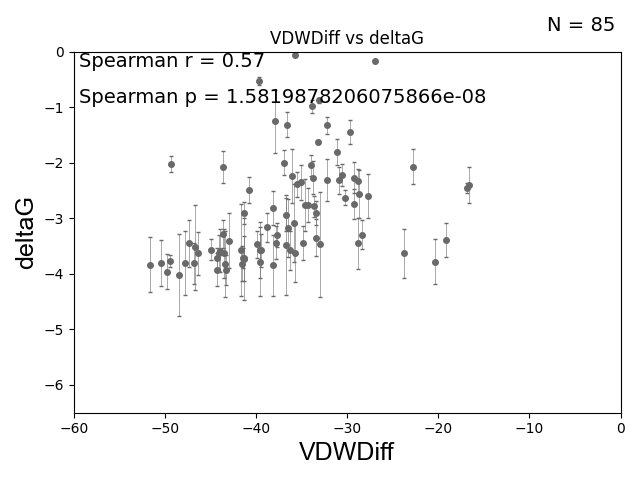 N = 85
VDWDiff vs deltaG
Spearman r = 0.57
Spearman p = 1.5819878206075866e-08
0
−1
−2
−3
−4
−5
−6
deltaG
−60 −50 −40 −30 −20 −10 0
VDWDiff